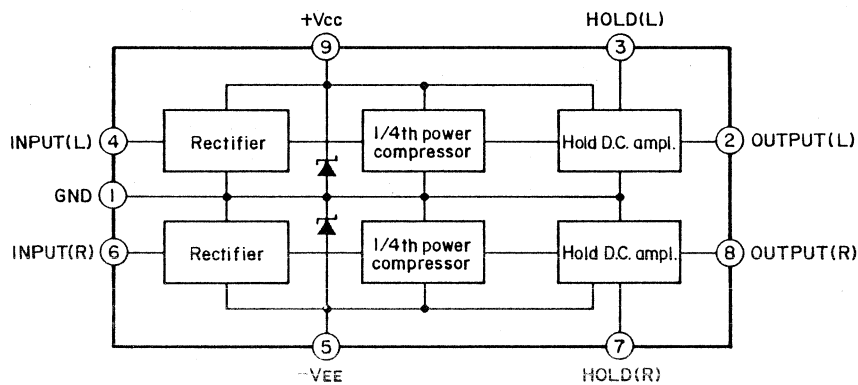 +Vcc
HOLD(L)
9
3
INPUT(L)
4
Rectifier
1/4th power
compressor
Hold D.C. ampl.
2
OUTPUT(L)
GND
1
INPUT(R)
6
Rectifier
1/4th power
compressor
Hold D.C. ampl.
8
OUTPUT(R)
5
7
-VEE
HOLD(R)